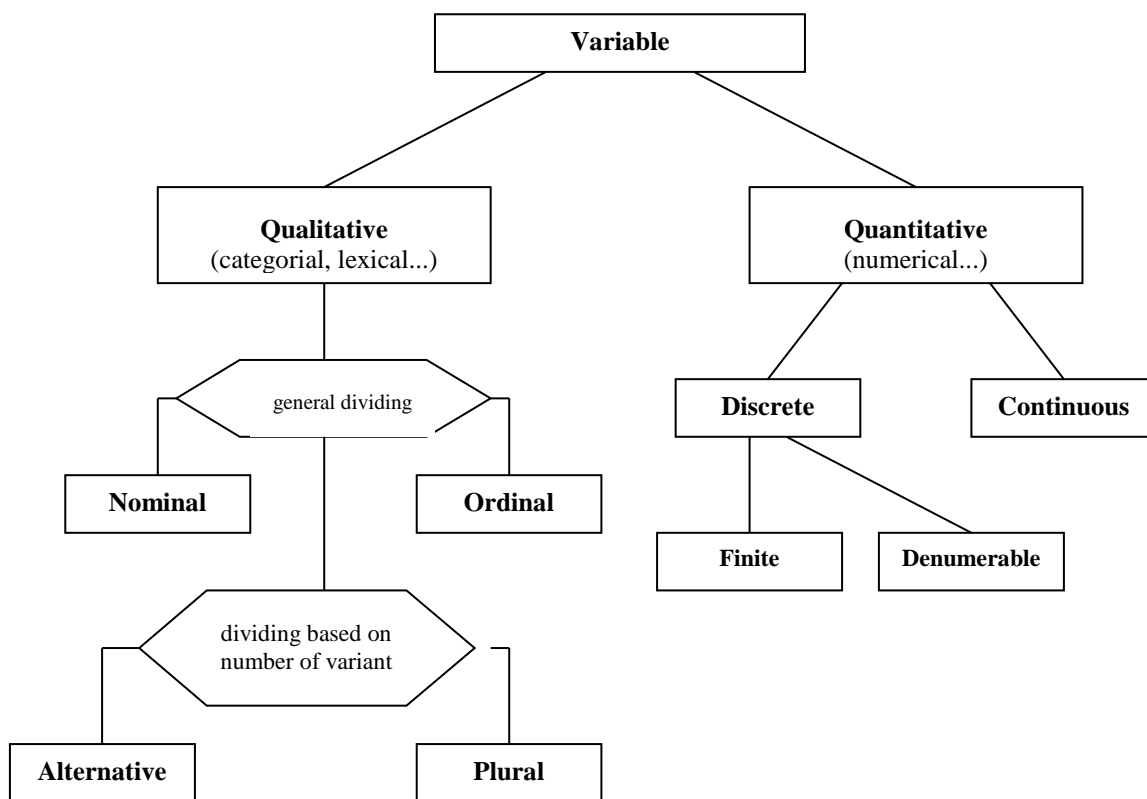 Variable
Qualitative
(categorial, lexical...)
Quantitative
(numerical...)
general dividing
Discrete
Continuous
Nominal
Ordinal
Finite
Denumerable
dividing based on
number of variant
Alternative
Plural